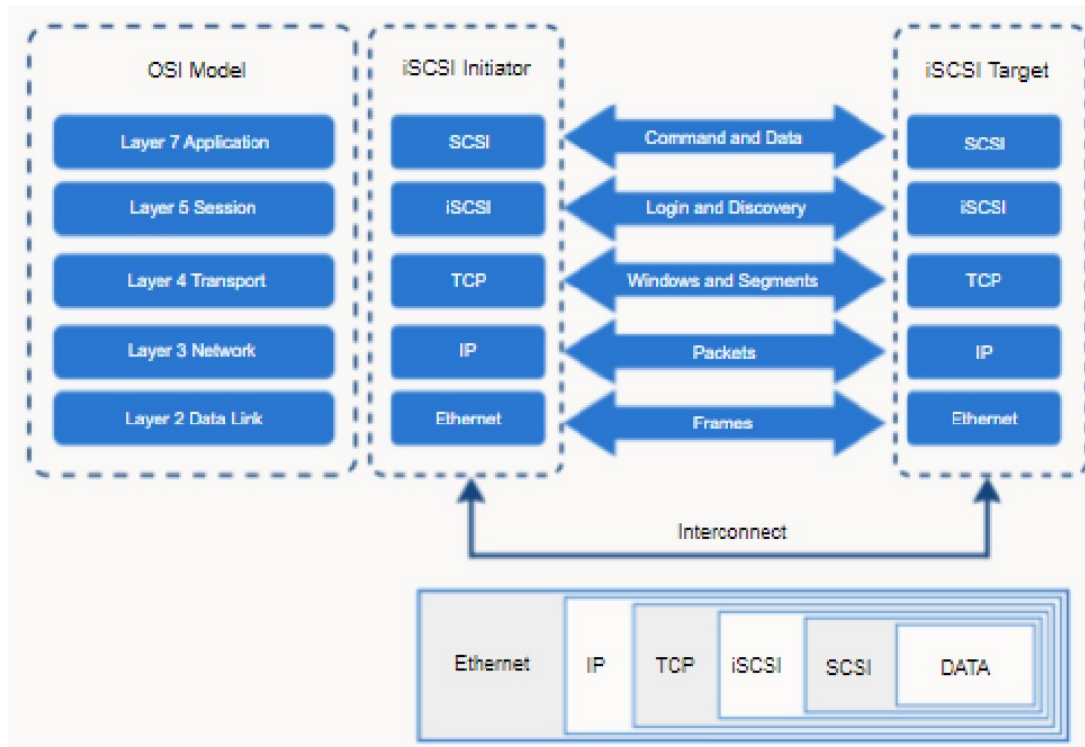 OSI Model
iSCSI Initiator
iSCSI Target
Layer 7 Application
SCSI
Command and Data
SCSI
Layer 5 Session
iSCSI
Login and Discovery
iSCSI
Layer 4 Transport
TCP
Windows and Segments
TCP
Layer 3 Network
IP
Packets
IP
Layer 2 Data Link
Ethernet
Frames
Ethernet
Interconnect
Ethernet
IP
TCP
iSCSI
SCSI
DATA